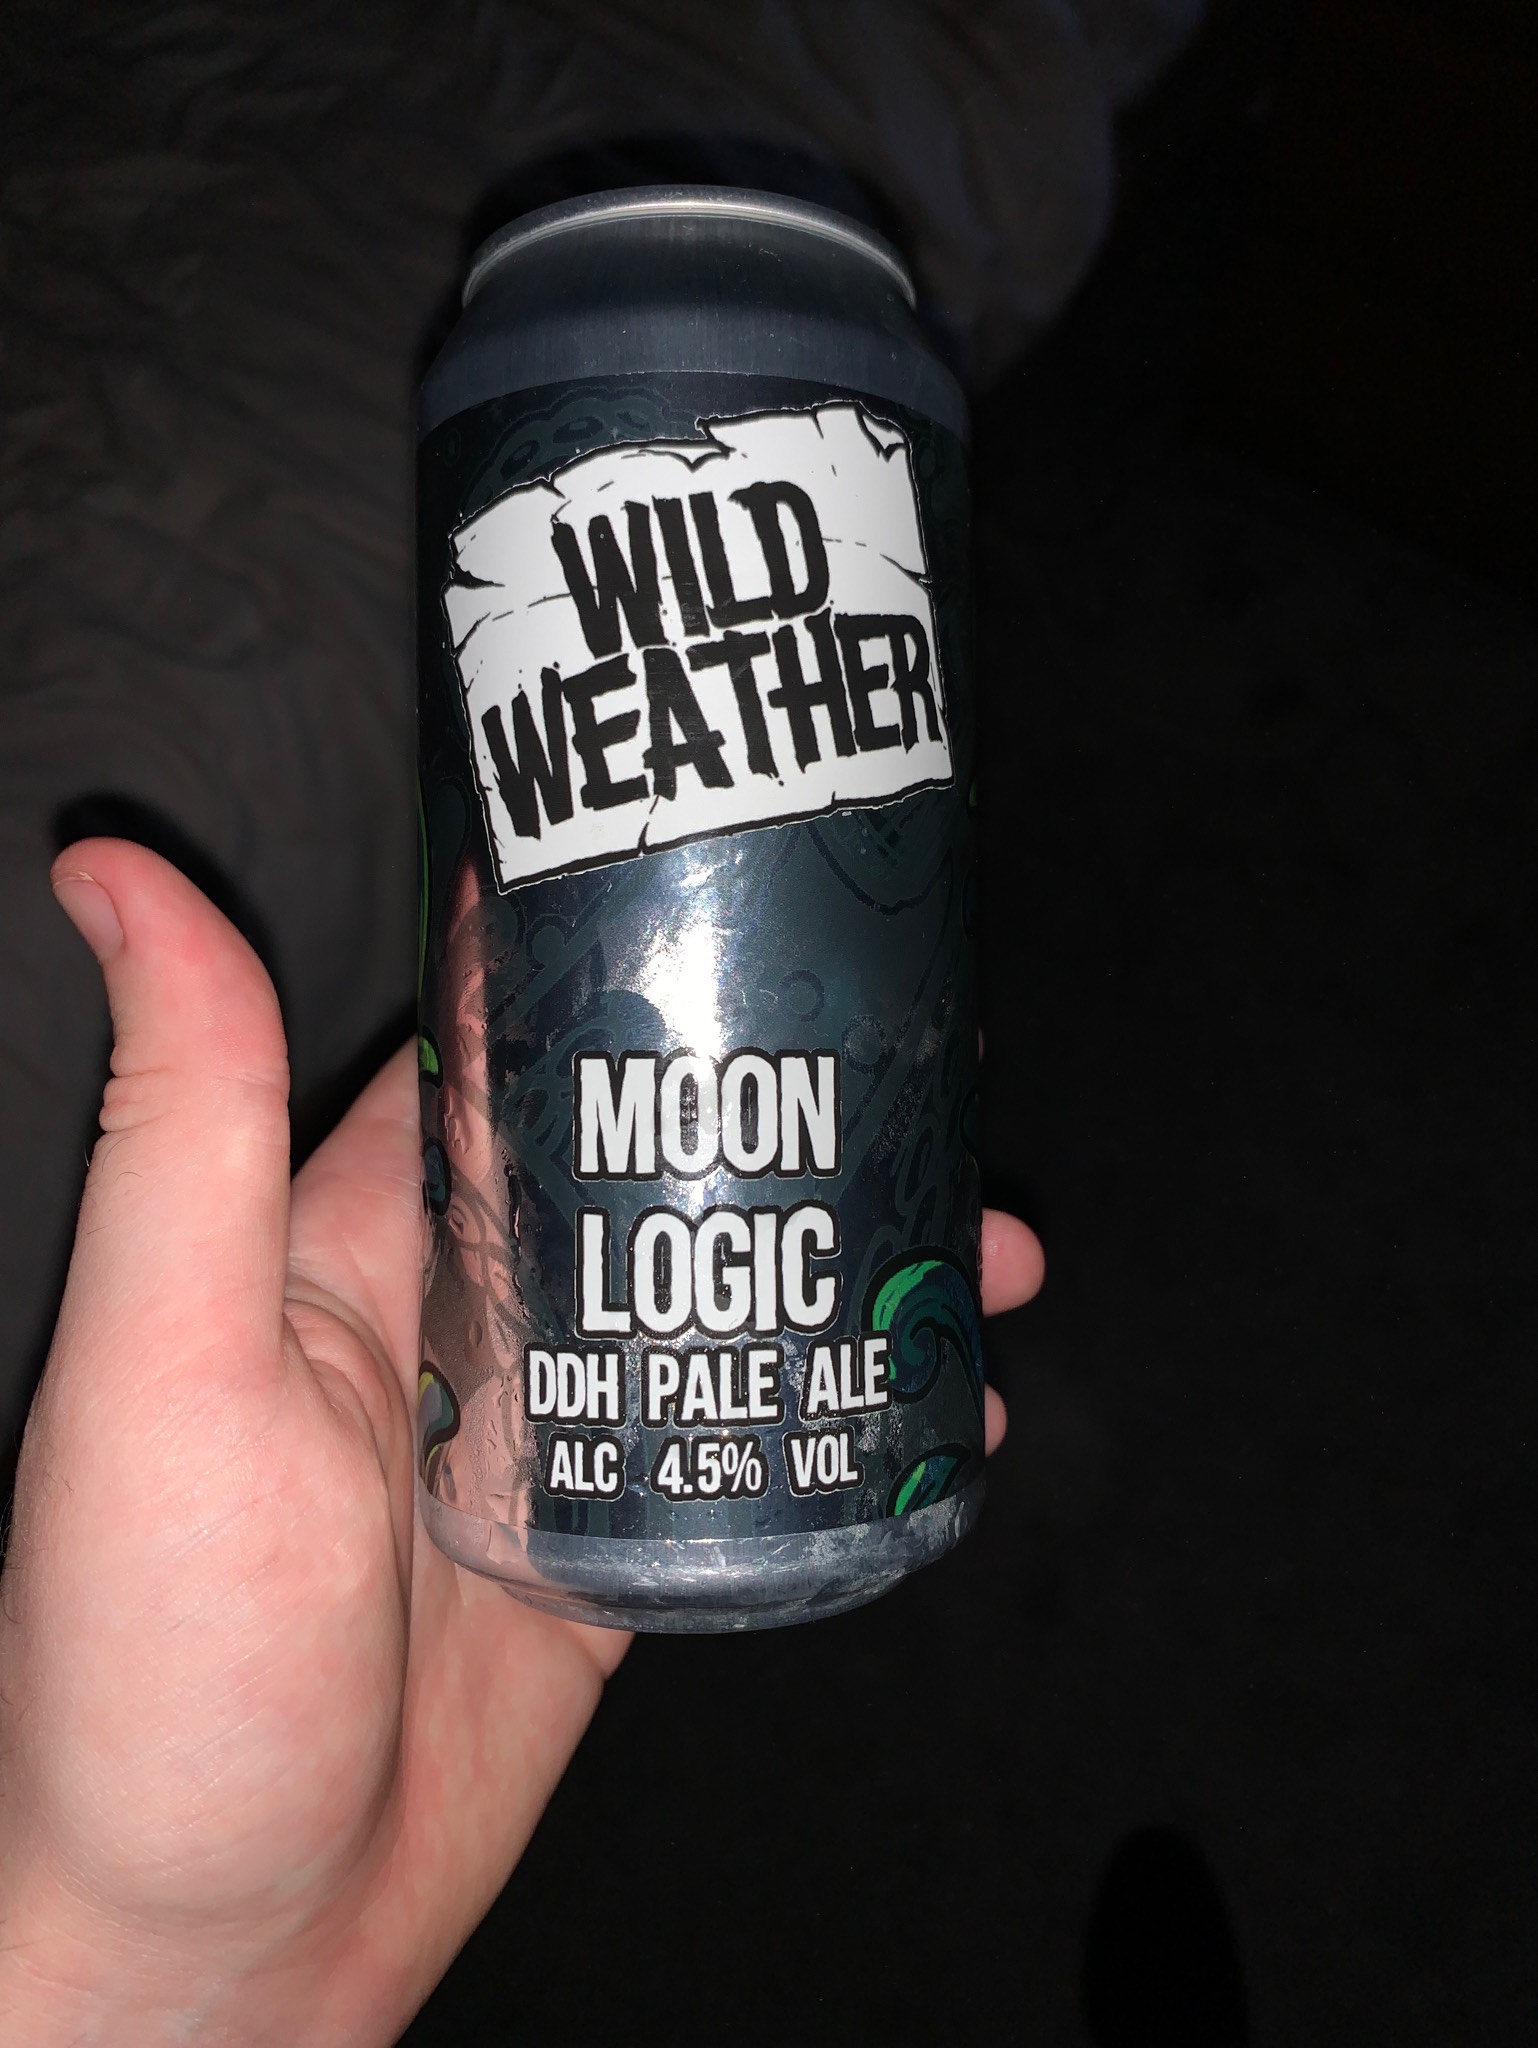 WILD
WEATHER
MOON
LOGIC
DDH PALE ALE
ALC 4.5% VOL